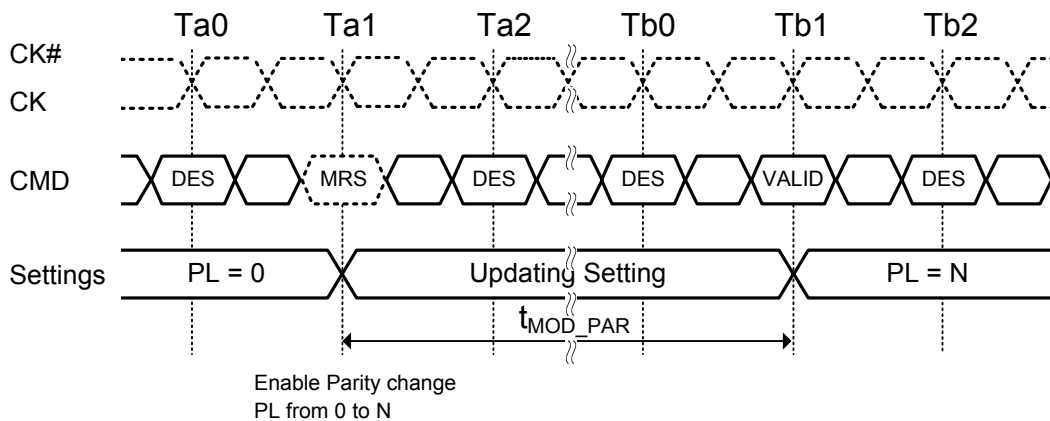 Ta0 Ta1 Ta2 Tb0 Tb1 Tb2
CK#
CK
CMD DES MRS DES DES VALID DES
Settings PL = 0 Updating Setting PL = N
tMOD_PAR
Enable Parity change
PL from 0 to N